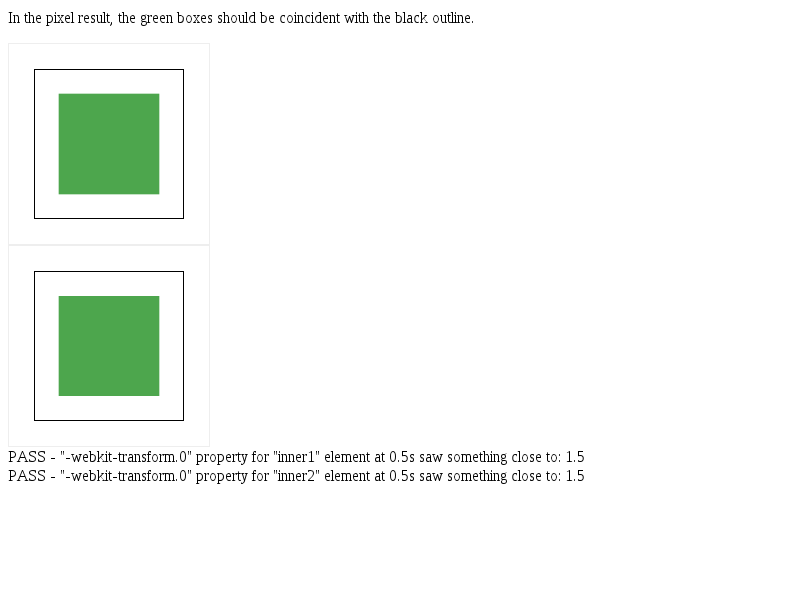 In the pixel result, the green boxes should be coincident with the black outline.
PASS - "-webkit-transform.0" property for "inner1" element at 0.5s saw something close to: 1.5
PASS - "-webkit-transform.0" property for "inner2" element at 0.5s saw something close to: 1.5